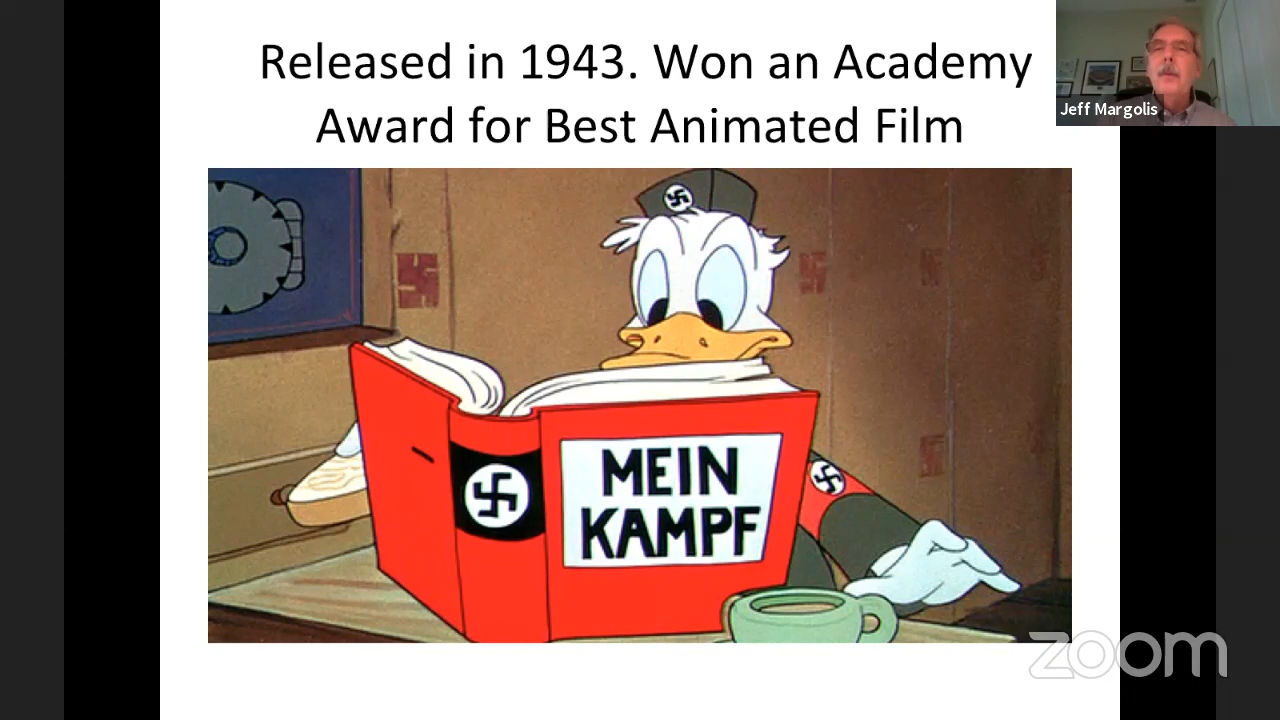 Released in 1943. Won an Academy
Award for Best Animated Film
Jeff Margolis
MEIN
KAMPF
zoom